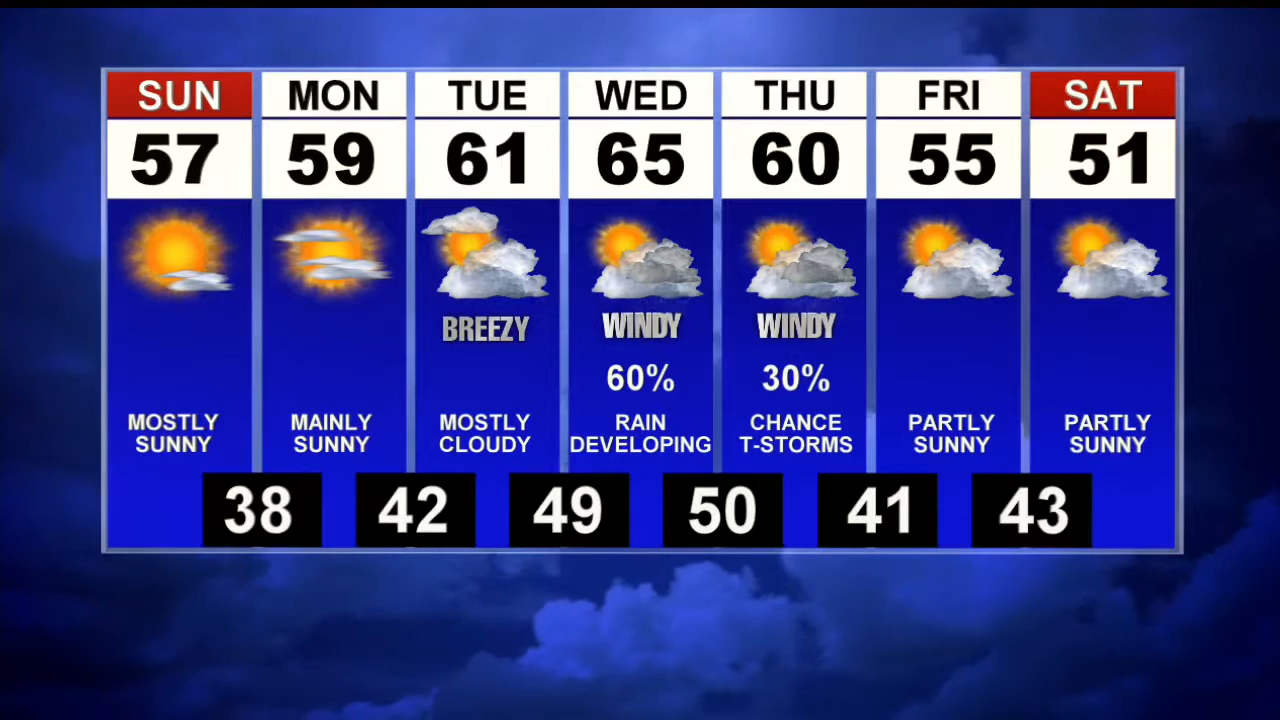 SUN MON TUE WED THU FRI SAT
57 59 61 65 60 55 51
BREEZY WINDY WINDY
60% 30%
MOSTLY MAINLY MOSTLY RAIN CHANCE PARTLY PARTLY
SUNNY SUNNY CLOUDY DEVELOPING T-STORMS SUNNY SUNNY
38 42 49 50 41 43